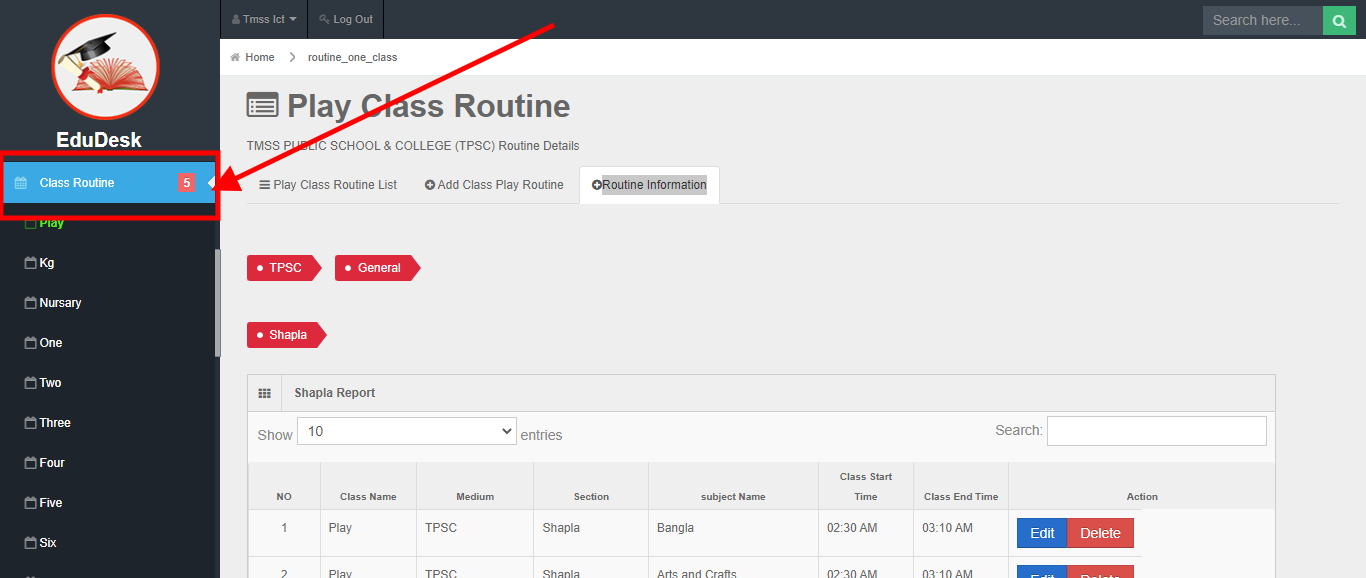 Tmss Ict
Log Out
Search here...
EduDesk
Home
routine_one_class
Play Class Routine
TMSS PUBLIC SCHOOL & COLLEGE (TPSC) Routine Details
Class Routine 5
Play Class Routine List
Add Class Play Routine
Routine Information
Play
Kg
Nursary
One
Two
Three
Four
Five
Six
TPSC
General
Shapla
Shapla Report
Show 10 entries
Search:
NO Class Name Medium Section subject Name Class Start Time Class End Time Action
1 Play TPSC Shapla Bangla 02:30 AM 03:10 AM Edit Delete
2 Play TPSC Shapla Arts and Crafts 02:30 AM 03:10 AM Edit Delete